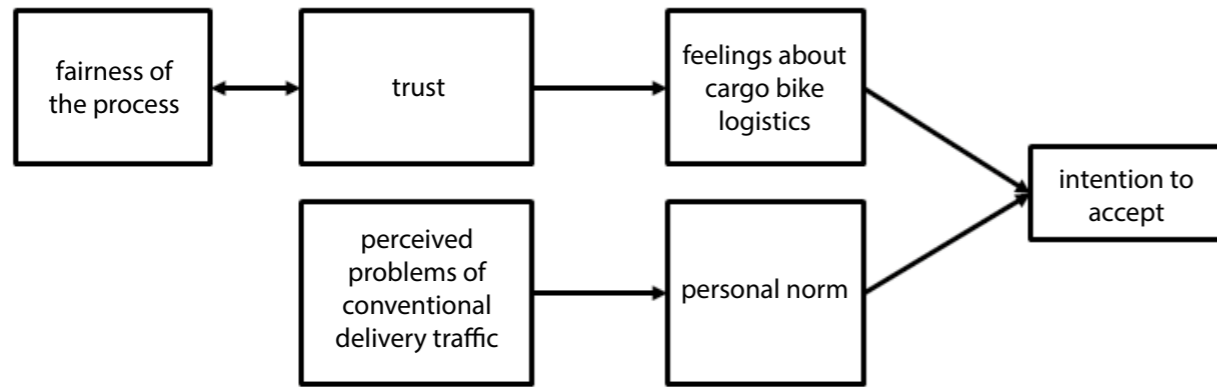 fairness of
the process
trust
feelings about
cargo bike
logistics
intention to
accept
perceived
problems of
conventional
delivery traffic
personal norm